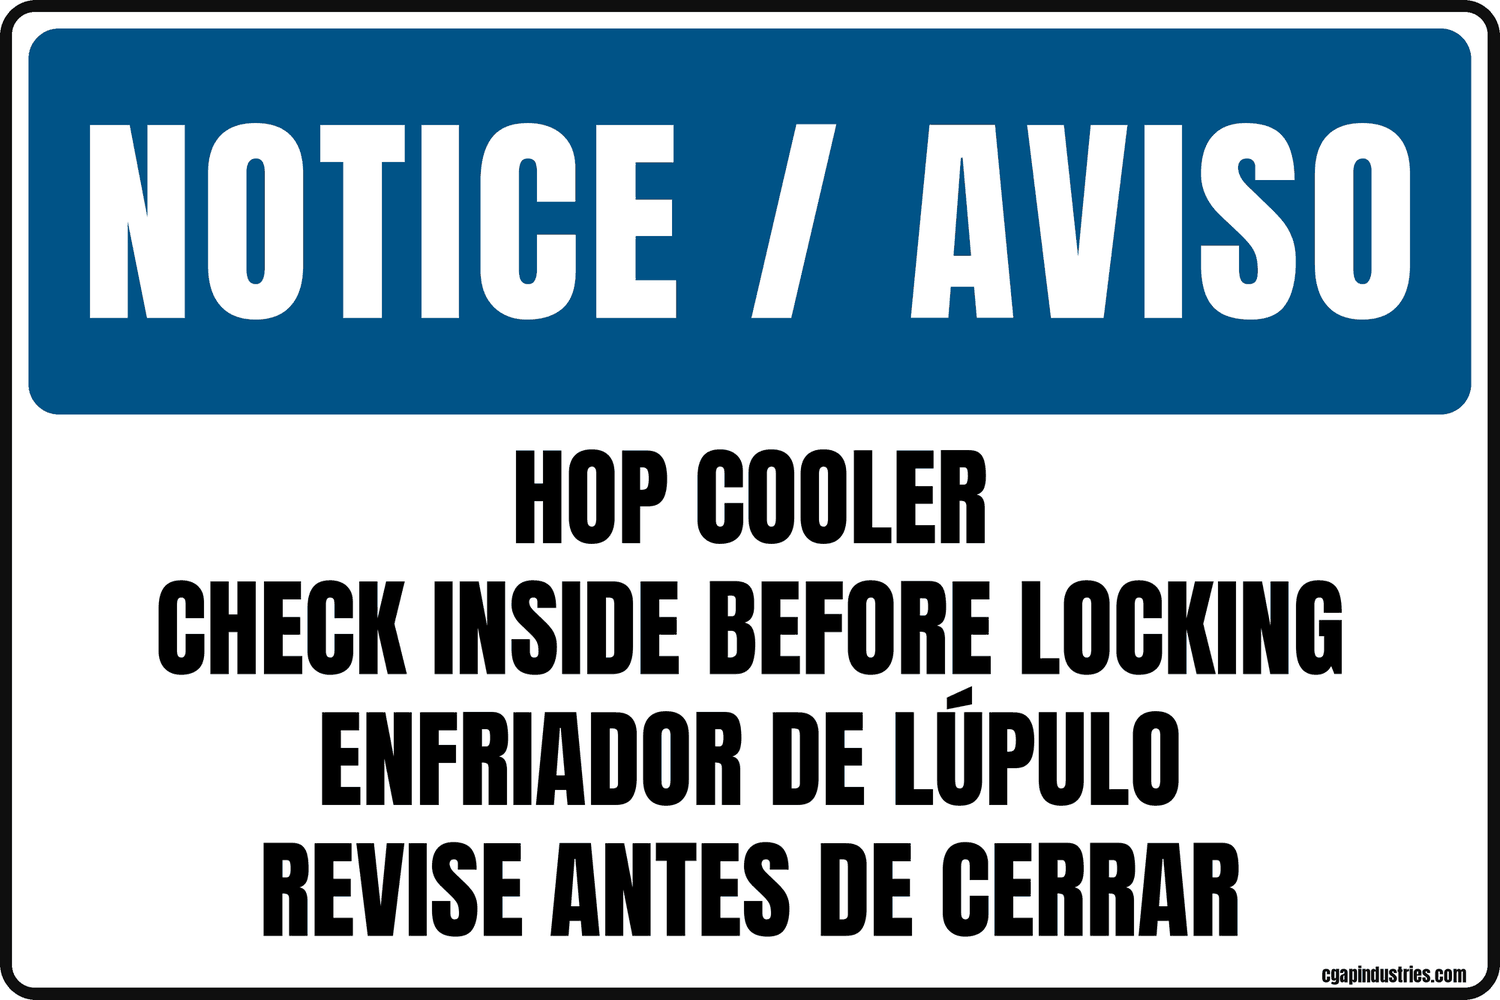 NOTICE / AVISO
HOP COOLER
CHECK INSIDE BEFORE LOCKING
ENFRIADOR DE LÚPULO
REVISE ANTES DE CERRAR
cgapindustries.com